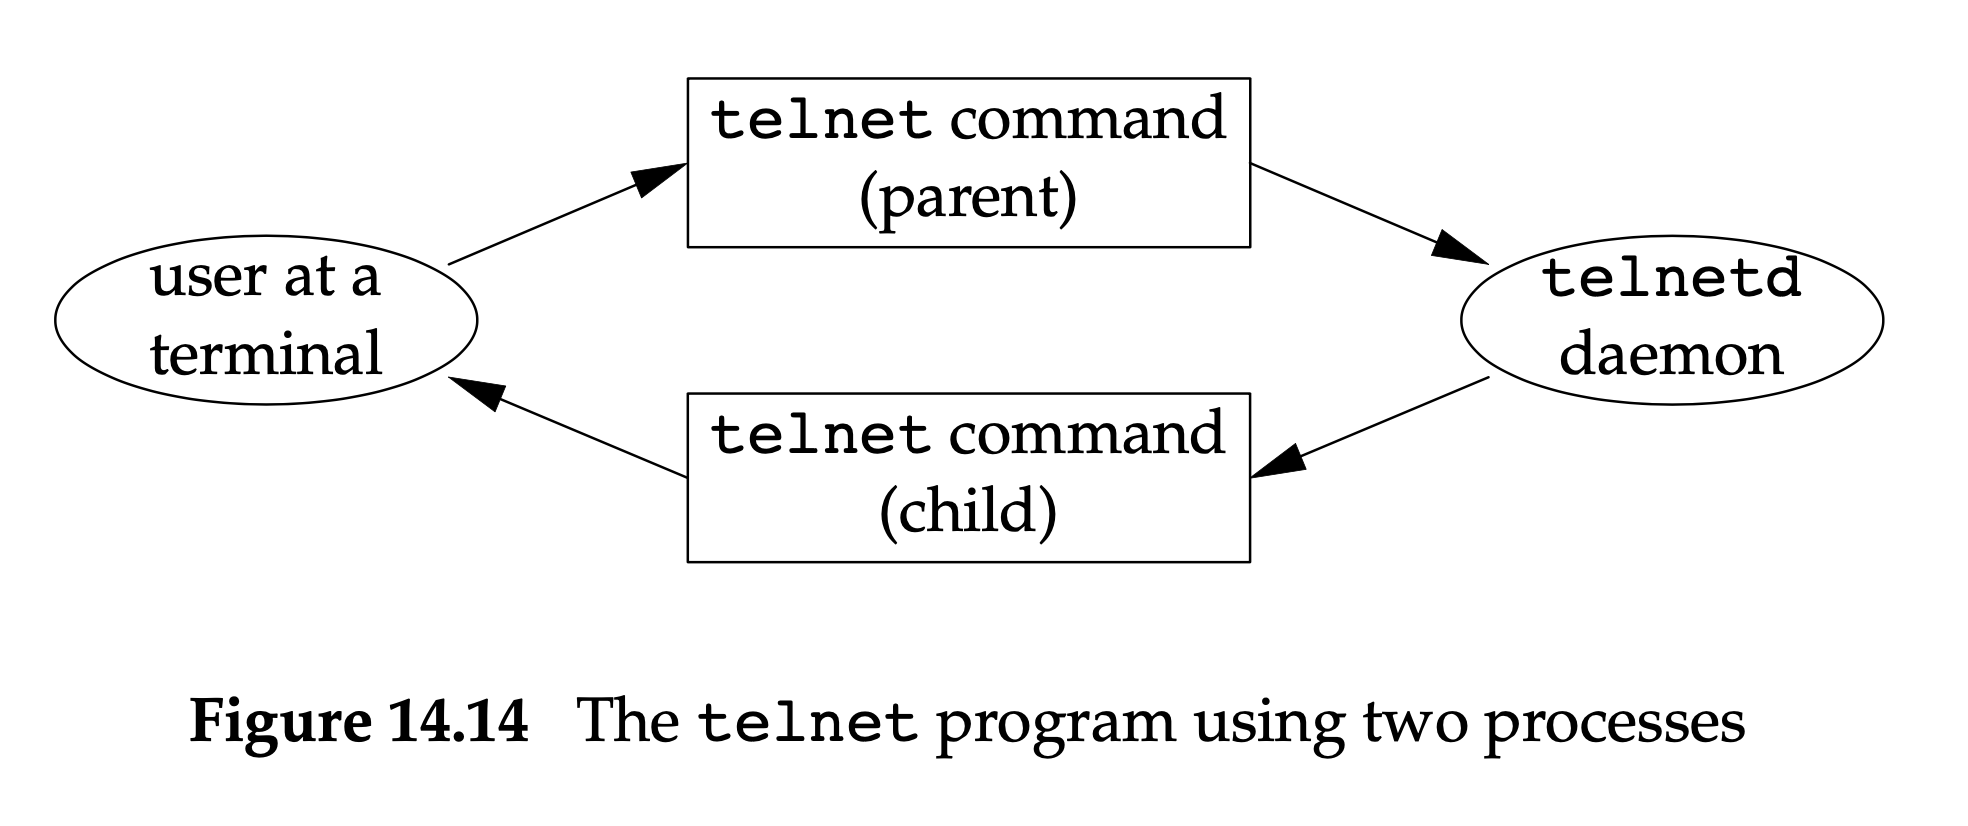 telnet command
(parent)
user at a
terminal
telnetd
daemon
telnet command
(child)
Figure 14.14 The telnet program using two processes